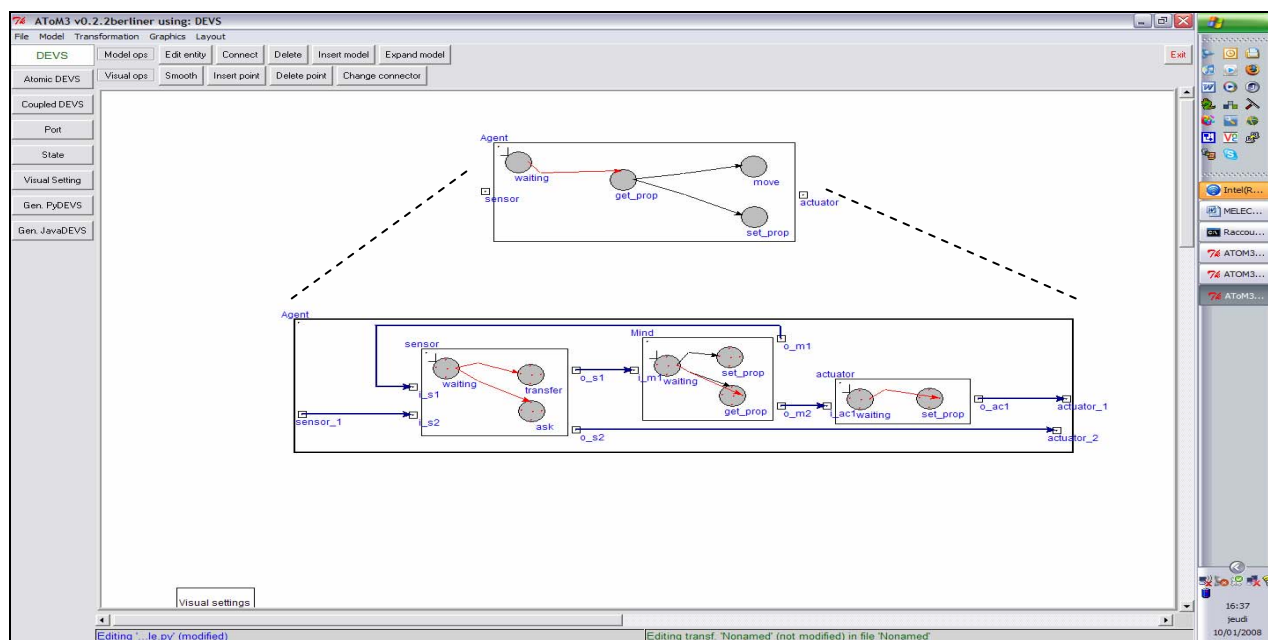 AToM3 v0.2.2berliner using: DEVS
File Model Transformation Graphics Layout
DEVS
Model ops Edit entity Connect Delete Insert model Expand model Exit
Atomic DEVS
Visual ops Smooth Insert point Delete point Change connector
Coupled DEVS
Port
State
Visual Setting
Gen. PyDEVS
Gen. JavaDEVS
Agent
waiting
get_prop
move
set_prop
sensor
actuator
Agent
sensor
waiting
transfer
ask
i_s1
i_s2
sensor_1
o_s1
o_s2
Mind
i_m1
waiting
set_prop
get_prop
o_m1
o_m2
actuator
i_ac1
waiting
set_prop
o_ac1
actuator_1
actuator_2
Visual settings
Editing '...le.py' (modified)
Editing transf. 'Nonamed' (not modified) in file 'Nonamed'
Intel(R...
MELEC...
Raccou...
ATOM3...
ATOM3...
AToM3...
16:37
jeudi
10/01/2008